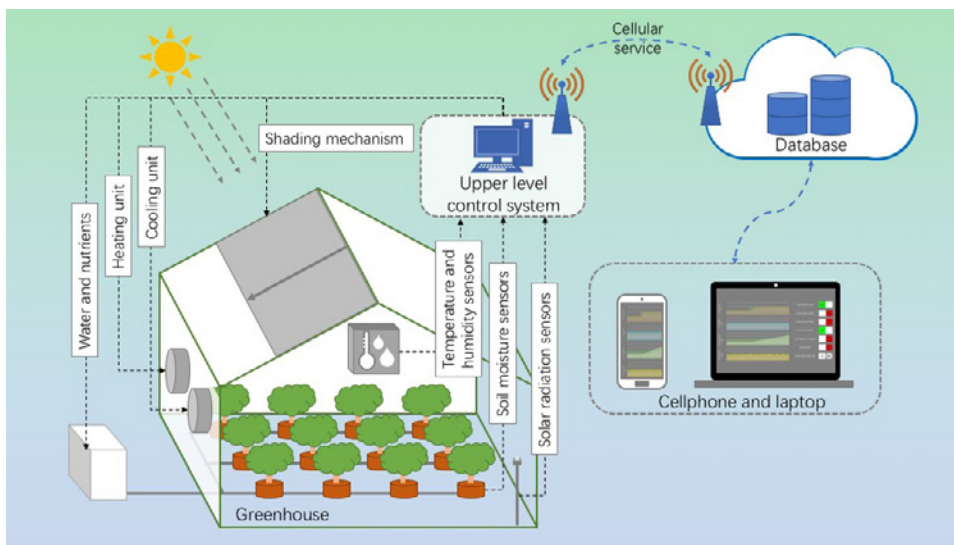 Cellular
service
Database
Shading mechanism
Upper level
control system
Water and nutrients
Heating unit
Cooling unit
Temperature and
humidity sensors
Soil moisture sensors
Solar radiation sensors
Cellphone and laptop
Greenhouse